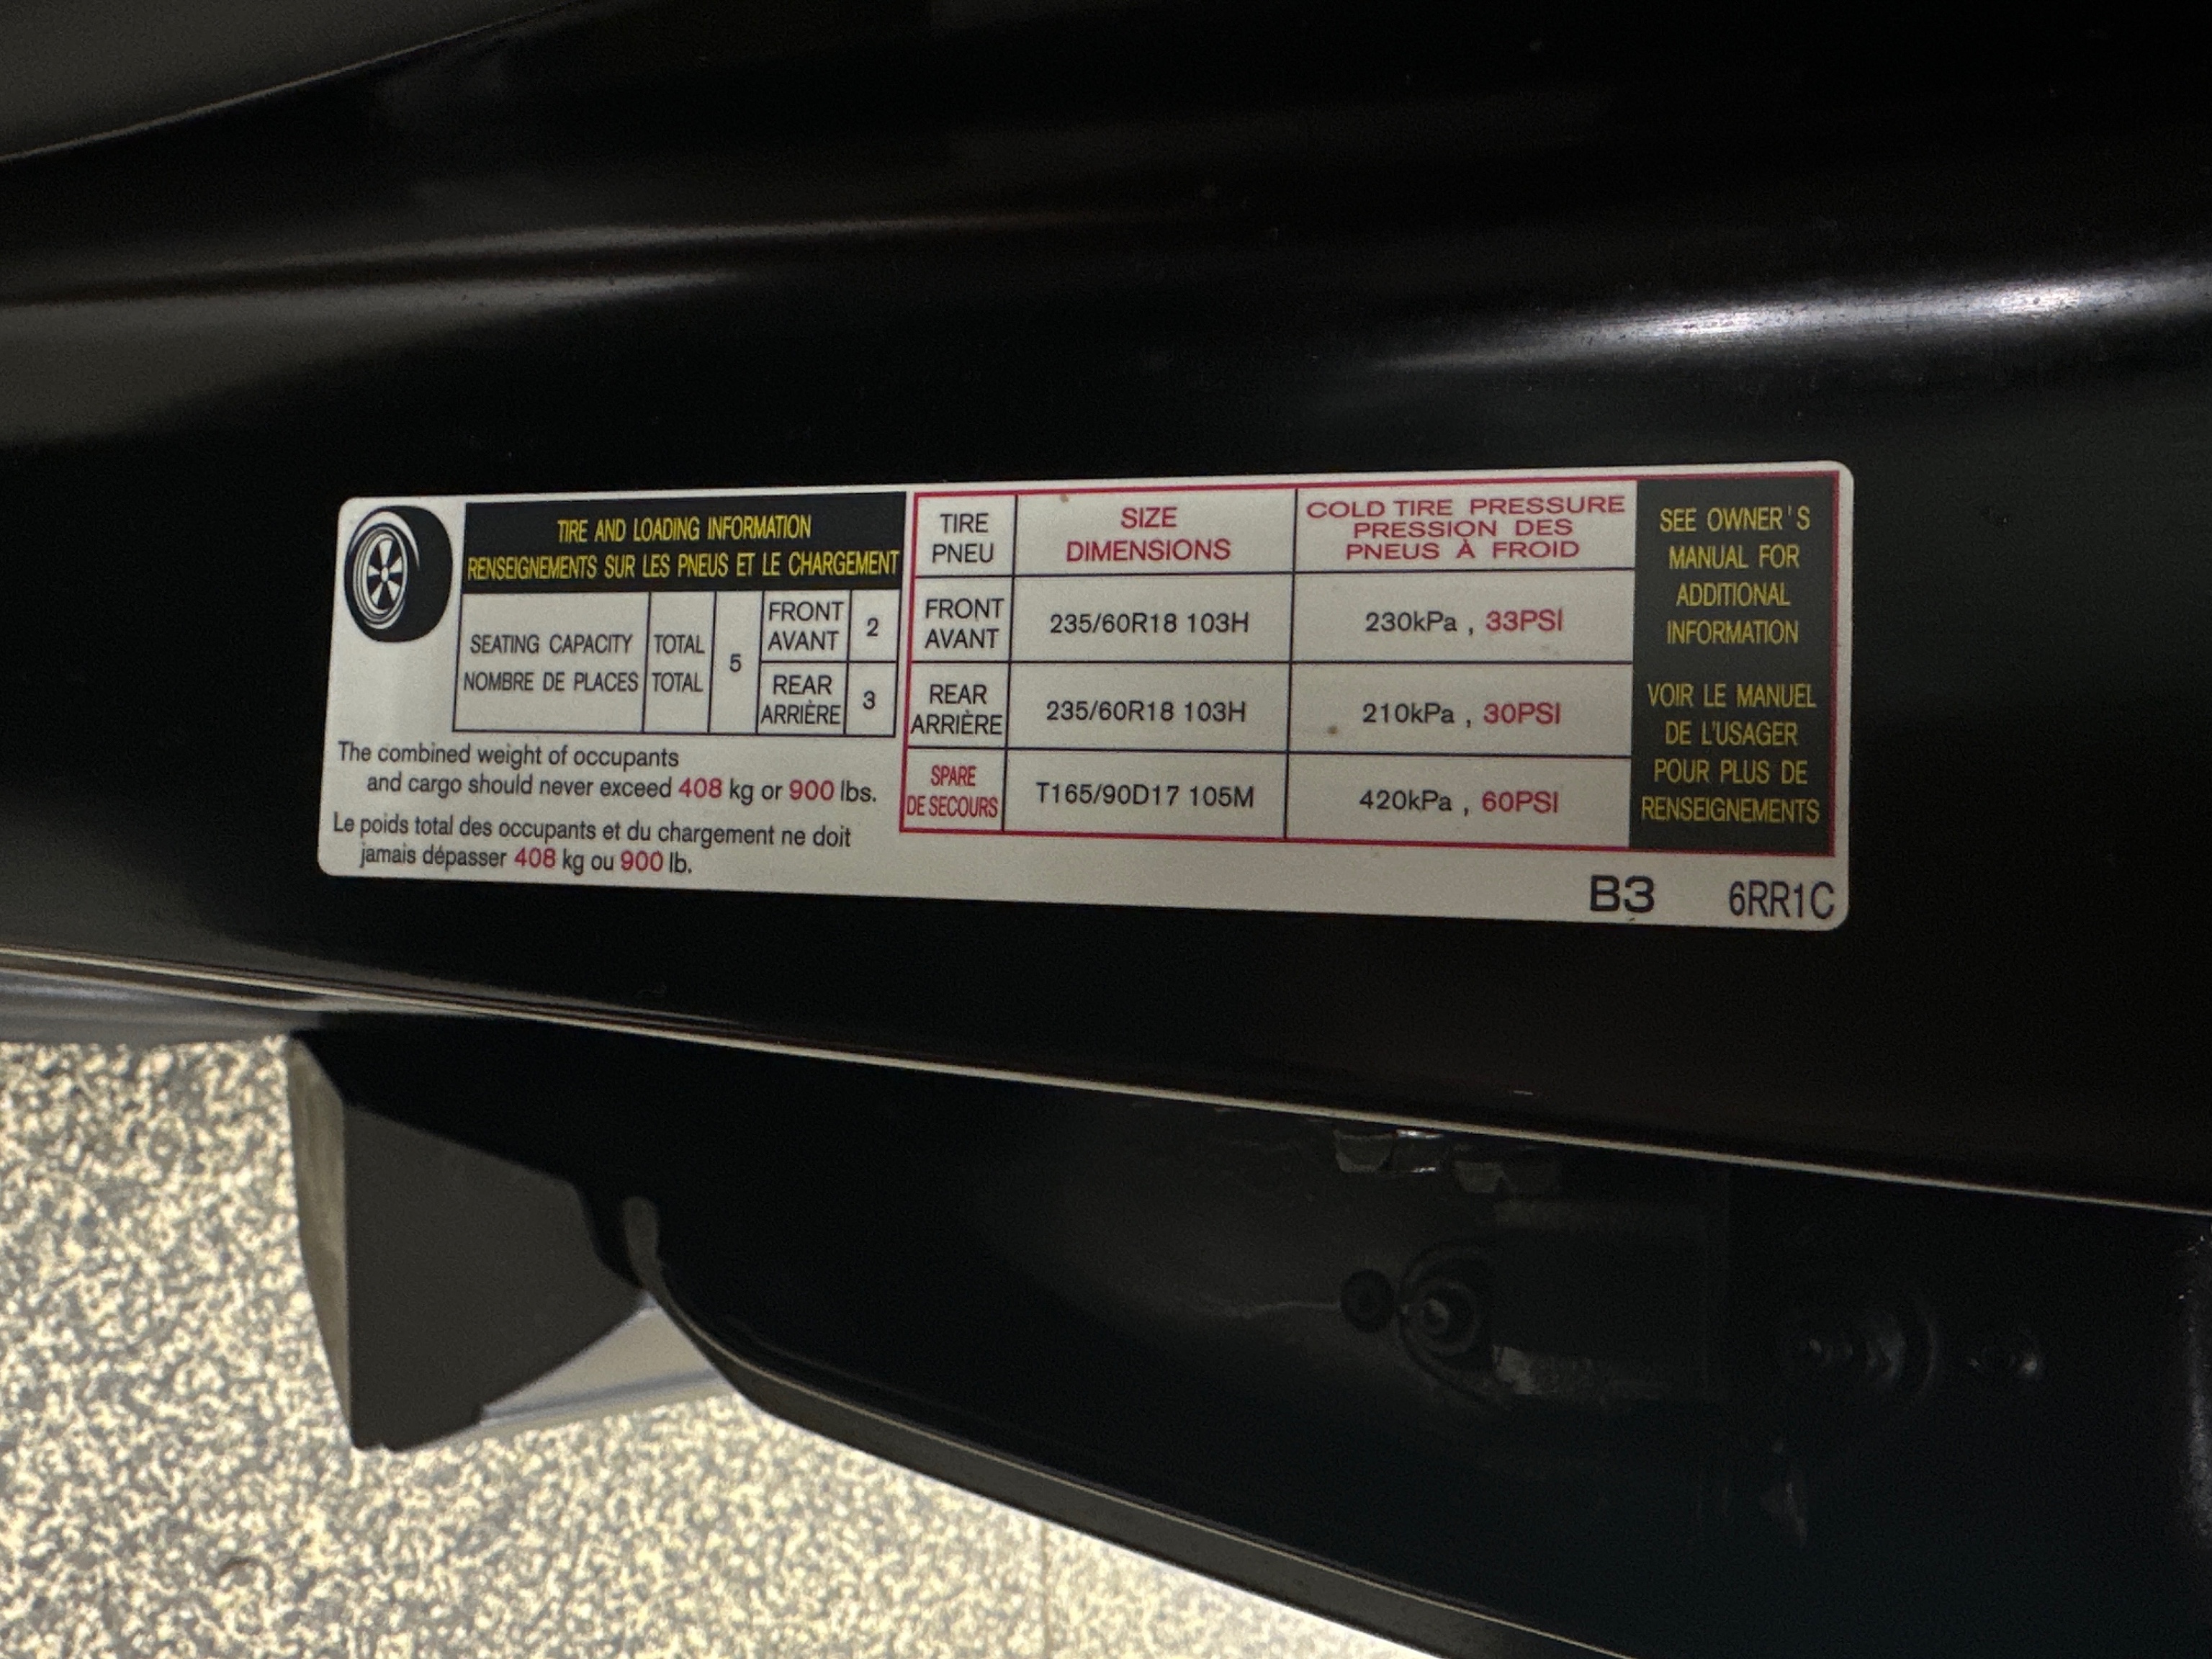 TIRE AND LOADING INFORMATION
RENSEIGNEMENTS SUR LES PNEUS ET LE CHARGEMENT
SEATING CAPACITY
NOMBRE DE PLACES
TOTAL
TOTAL
5
FRONT
AVANT
2
REAR
ARRIÈRE
3
The combined weight of occupants
and cargo should never exceed 408 kg or 900 lbs.
Le poids total des occupants et du chargement ne doit
jamais dépasser 408 kg ou 900 lb.
TIRE
PNEU
SIZE
DIMENSIONS
COLD TIRE PRESSURE
PRESSION DES
PNEUS À FROID
FRONT
AVANT
235/60R18 103H
230kPa , 33PSI
REAR
ARRIÈRE
235/60R18 103H
210kPa , 30PSI
SPARE
DE SECOURS
T165/90D17 105M
420kPa , 60PSI
SEE OWNER'S
MANUAL FOR
ADDITIONAL
INFORMATION
VOIR LE MANUEL
DE L'USAGER
POUR PLUS DE
RENSEIGNEMENTS
B3 6RR1C